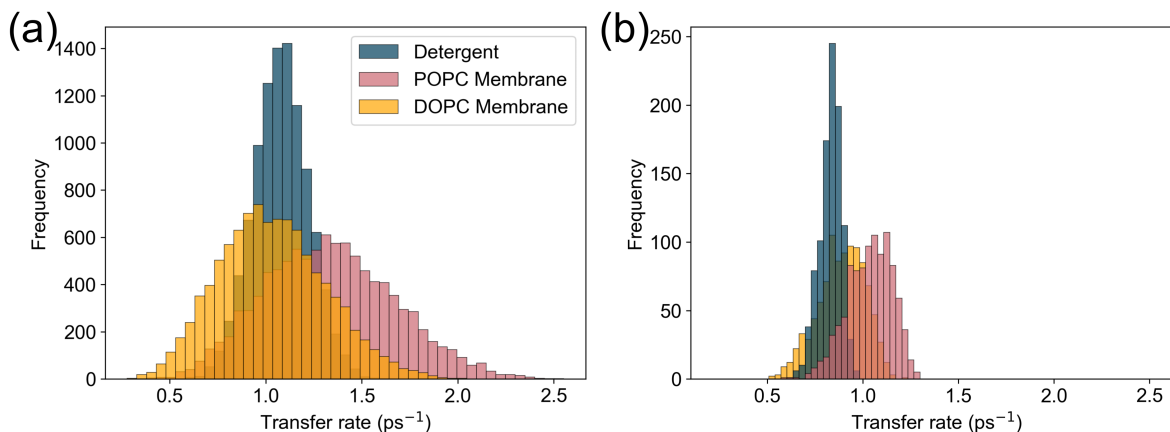 (a)
1400
1200
1000
800
600
400
200
0
Frequency
0.5 1.0 1.5 2.0 2.5
Transfer rate (ps⁻¹)
Detergent
POPC Membrane
DOPC Membrane
(b)
250
200
150
100
50
0
Frequency
0.5 1.0 1.5 2.0 2.5
Transfer rate (ps⁻¹)